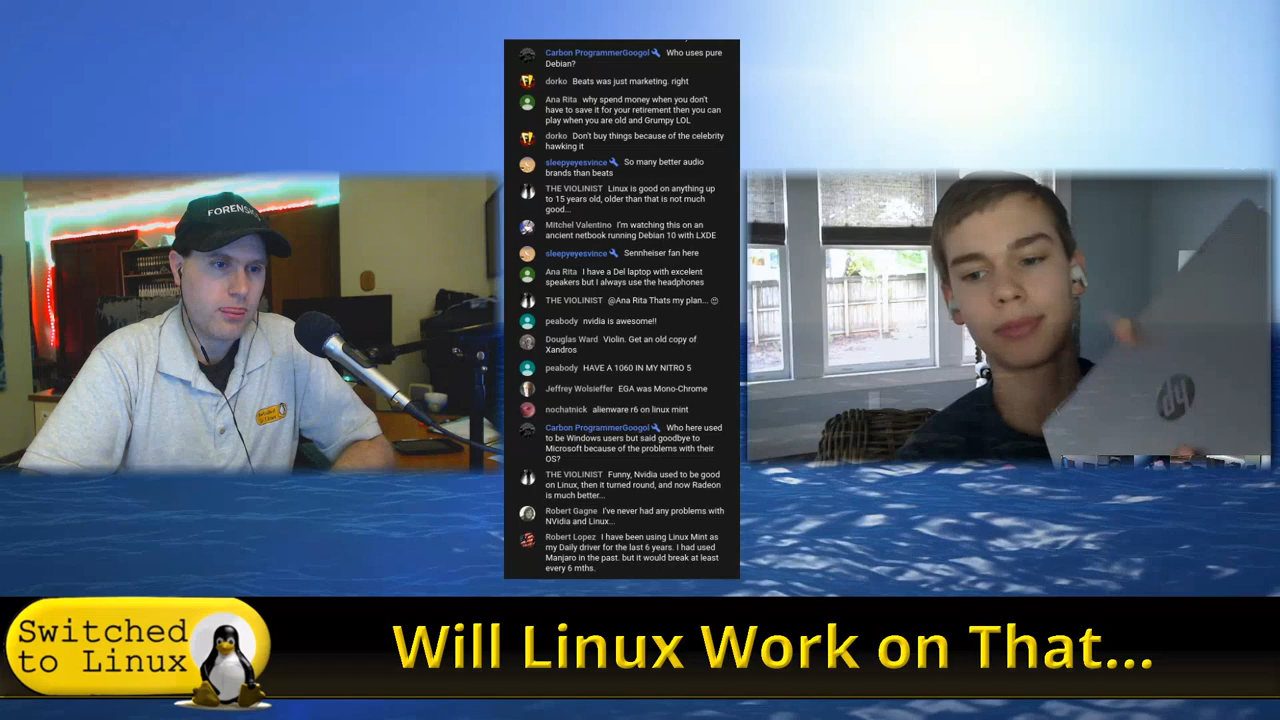 Carbon ProgrammerGoogol Who uses pure
Debian?
dorko Beats was just marketing. right
Ana Rita why spend money when you don't
have to save it for your retirement then you can
play when you are old and Grumpy LOL
dorko Don't buy things because of the celebrity
hawking it
sleepyeyesvince So many better audio
brands than beats
THE VIOLINIST Linux is good on anything up
to 15 years old, older than that is not much
good...
Mitchel Valentino I'm watching this on an
ancient netbook running Debian 10 with LXDE
sleepyeyesvince Sennheiser fan here
Ana Rita I have a Del laptop with excelent
speakers but I always use the headphones
THE VIOLINIST @Ana Rita Thats my plan... 
peabody nvidia is awesome!!
Douglas Ward Violin. Get an old copy of
Xandros
peabody HAVE A 1060 IN MY NITRO 5
Jeffrey Wolsieffer EGA was Mono-Chrome
nochatnick alienware r6 on linux mint
Carbon ProgrammerGoogol Who here used
to be Windows users but said goodbye to
Microsoft because of the problems with their
OS?
THE VIOLINIST Funny, Nvidia used to be good
on Linux, then it turned round, and now Radeon
is much better...
Robert Gagne I've never had any problems with
NVidia and Linux...
Robert Lopez I have been using Linux Mint as
my Daily driver for the last 6 years. I had used
Manjaro in the past. but it would break at least
every 6 mths.
FORENSIC
hp
Switched
to Linux
Will Linux Work on That...